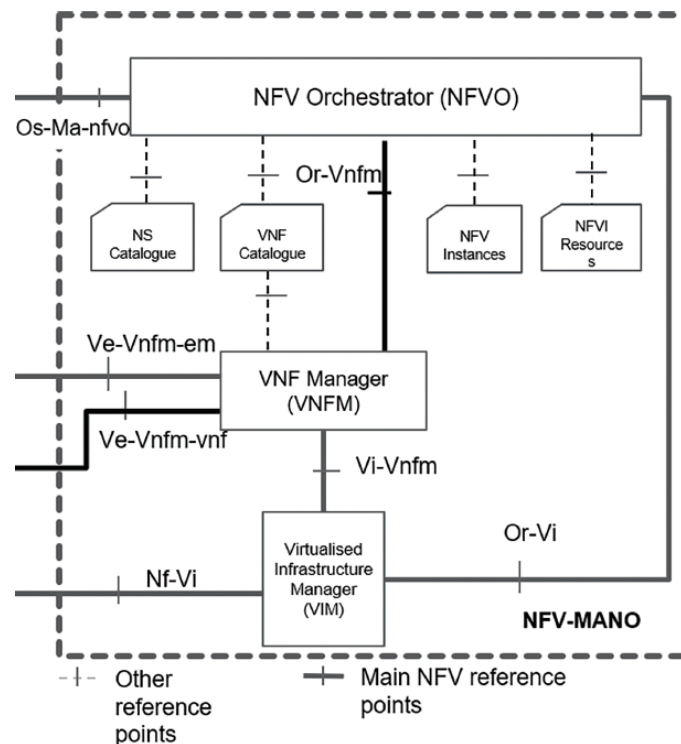 NFV Orchestrator (NFVO)
Os-Ma-nfvo
Or-Vnfm
NS
Catalogue
VNF
Catalogue
NFV
Instances
NFVI
Resource
s
Ve-Vnfm-em
VNF Manager
(VNFM)
Ve-Vnfm-vnf
Vi-Vnfm
Virtualised
Infrastructure
Manager
(VIM)
Or-Vi
Nf-Vi
NFV-MANO
Other
reference
points
Main NFV reference
points